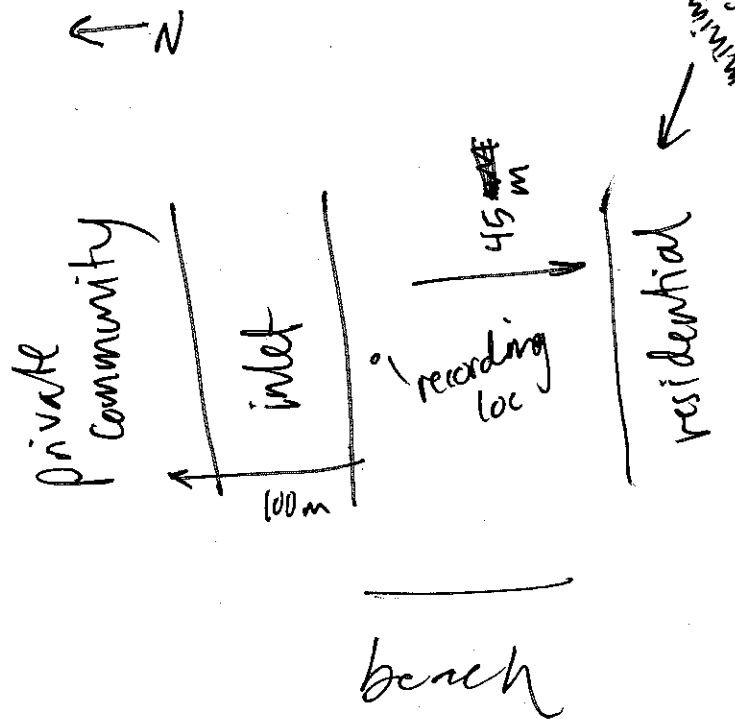 N
private
community
inlet
100 m
recording
loc
45
m
residential
beach